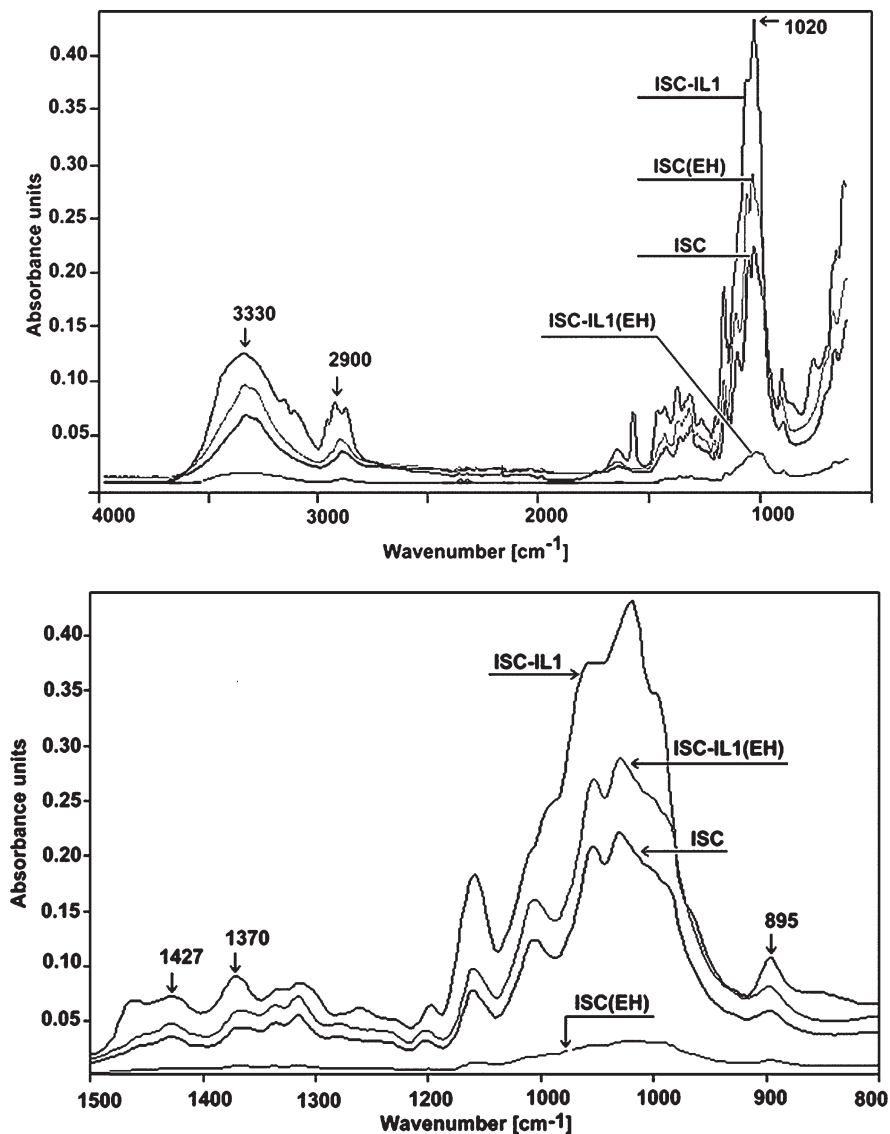 1020
0.40
ISC-IL1
0.35
0.30
ISC(EH)
0.25
ISC
0.20
ISC-IL1(EH)
0.15
3330
2900
0.10
0.05
4000
3000
2000
1000
Wavenumber [cm-1]
Absorbance units
0.40
ISC-IL1
0.35
0.30
ISC-IL1(EH)
0.25
0.20
ISC
0.15
1427
1370
895
0.10
ISC(EH)
0.05
1500
1400
1300
1200
1000
1000
900
800
Wavenumber [cm-1]
Absorbance units